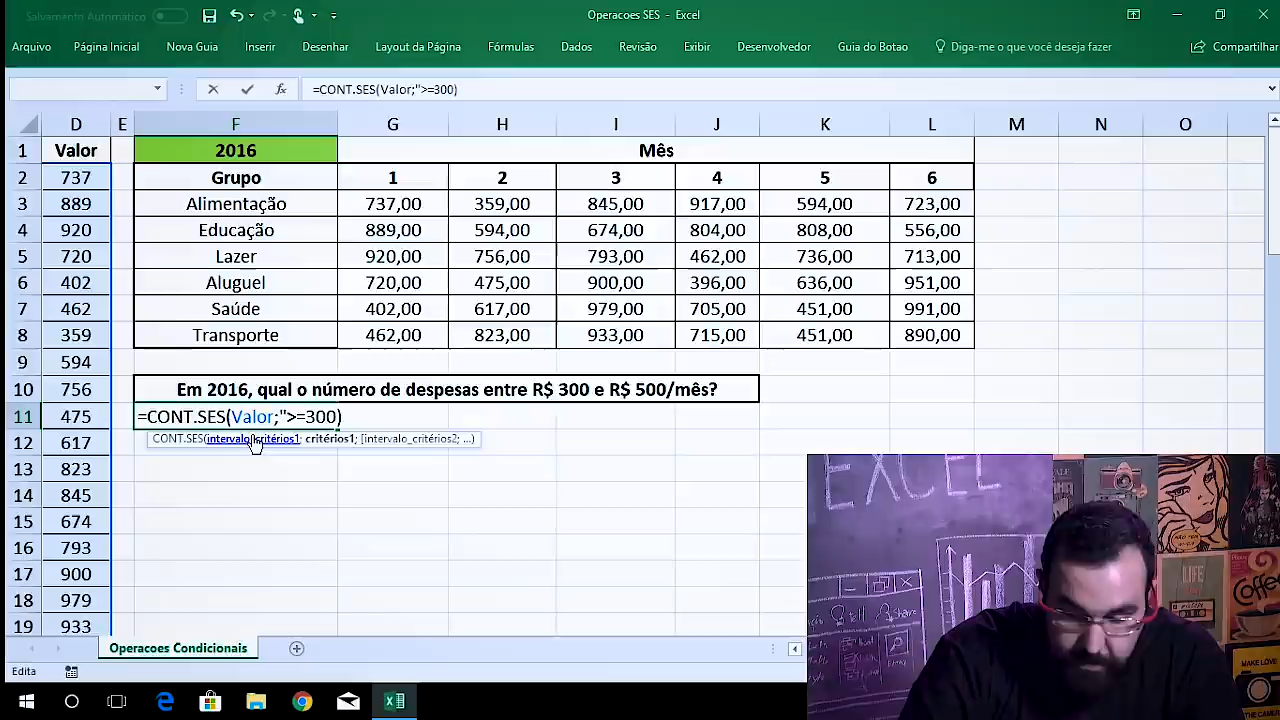 Salvamento Automático
Operacoes SES - Excel
Arquivo Página Inicial Nova Guia Inserir Desenhar Layout da Página Fórmulas Dados Revisão Exibir Desenvolvedor Guia do Botao Diga-me o que você deseja fazer Compartilhar
fx =CONT.SES(Valor;">=300)
D E F G H I J K L M N O
1 Valor 2016 Mês
2 737 Grupo 1 2 3 4 5 6
3 889 Alimentação 737,00 359,00 845,00 917,00 594,00 723,00
4 920 Educação 889,00 594,00 674,00 804,00 808,00 556,00
5 720 Lazer 920,00 756,00 793,00 462,00 736,00 713,00
6 402 Aluguel 720,00 475,00 900,00 396,00 636,00 951,00
7 462 Saúde 402,00 617,00 979,00 705,00 451,00 991,00
8 359 Transporte 462,00 823,00 933,00 715,00 451,00 890,00
9 594
10 756 Em 2016, qual o número de despesas entre R$ 300 e R$ 500/mês?
11 475 =CONT.SES(Valor;">=300)
12 617 CONT.SES(intervalo_critérios1; critérios1; [intervalo_critérios2; ...)
13 823
14 845
15 674
16 793
17 900
18 979
19 933
EXCEL
LIFE
Coffee
MAKE LOVE
Operacoes Condicionais
Edita